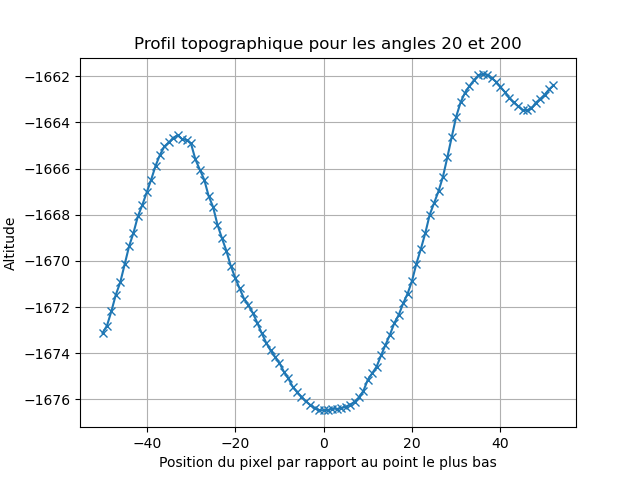 Profil topographique pour les angles 20 et 200
−1662
−1664
−1666
−1668
−1670
−1672
−1674
−1676
Altitude
−40 −20 0 20 40
Position du pixel par rapport au point le plus bas